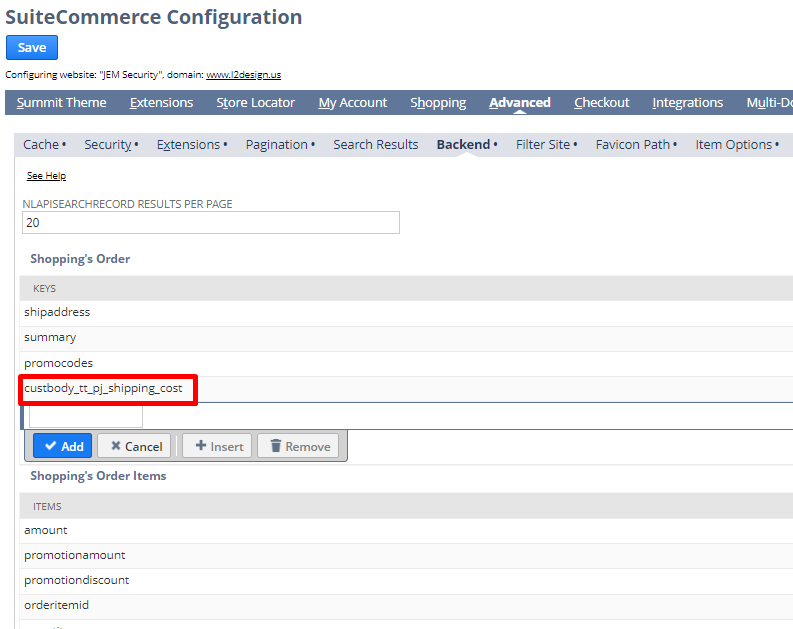 SuiteCommerce Configuration
Save
Configuring website: "JEM Security", domain: www.l2design.us
Summit Theme Extensions Store Locator My Account Shopping Advanced Checkout Integrations
Cache • Security • Extensions • Pagination • Search Results Backend • Filter Site • Favicon Path • Item Options •
See Help
NLAPISEARCHRECORD RESULTS PER PAGE
20
Shopping's Order
KEYS
shipaddress
summary
promocodes
custbody_tt_pj_shipping_cost
Add Cancel Insert Remove
Shopping's Order Items
ITEMS
amount
promotionamount
promotiondiscount
orderitemid